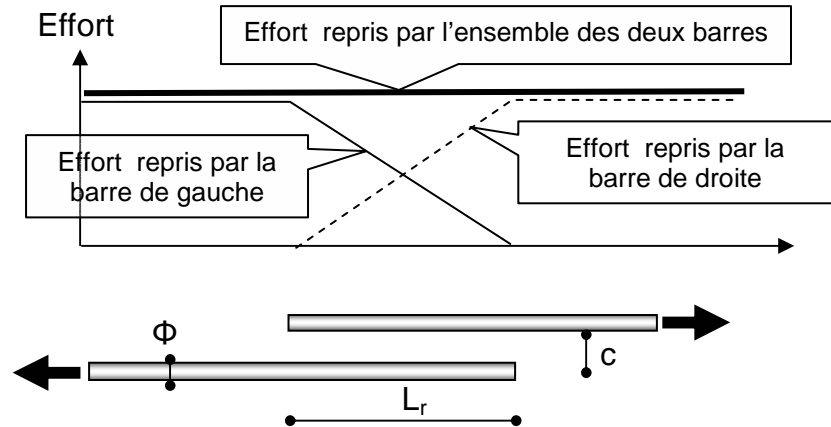 Effort
Effort repris par l'ensemble des deux barres
Effort repris par la
barre de gauche
Effort repris par la
barre de droite
Φ
c
Lr